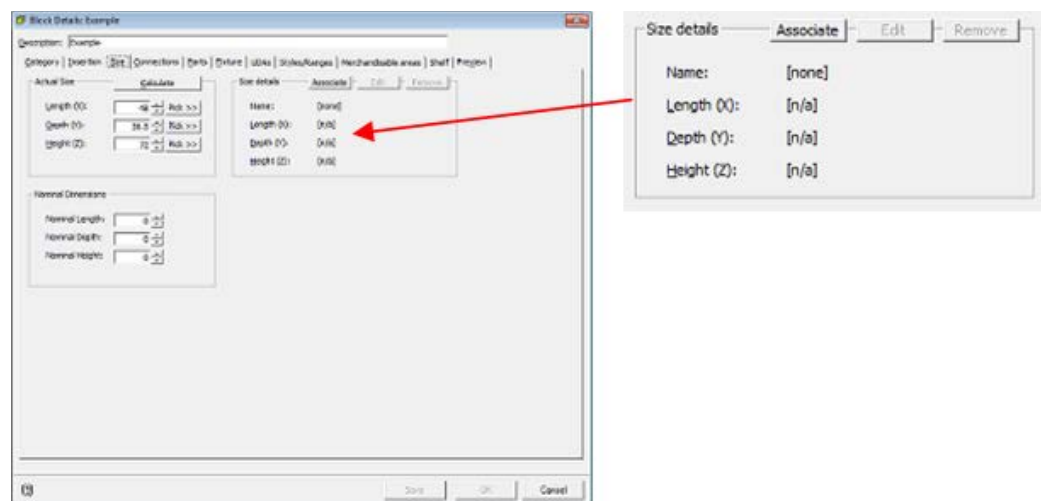 Block Details: Example
Description: Example
Category | Insertion | Size | Connections | Parts | Fixture | UDAs | Styles/Ranges | Merchandisable areas | Shelf | Preview
Actual Size Calculate
Length (X): 48 Pick >>
Depth (Y): Pick >>
Height (Z): 72 Pick >>
Size details Associate Edit Remove
Name: [none]
Length (X): [n/a]
Depth (Y): [n/a]
Height (Z): [n/a]
Nominal Dimensions
Nominal Length: 0
Nominal Depth: 0
Nominal Height: 0
Save OK Cancel
Size details Associate Edit Remove
Name: [none]
Length (X): [n/a]
Depth (Y): [n/a]
Height (Z): [n/a]